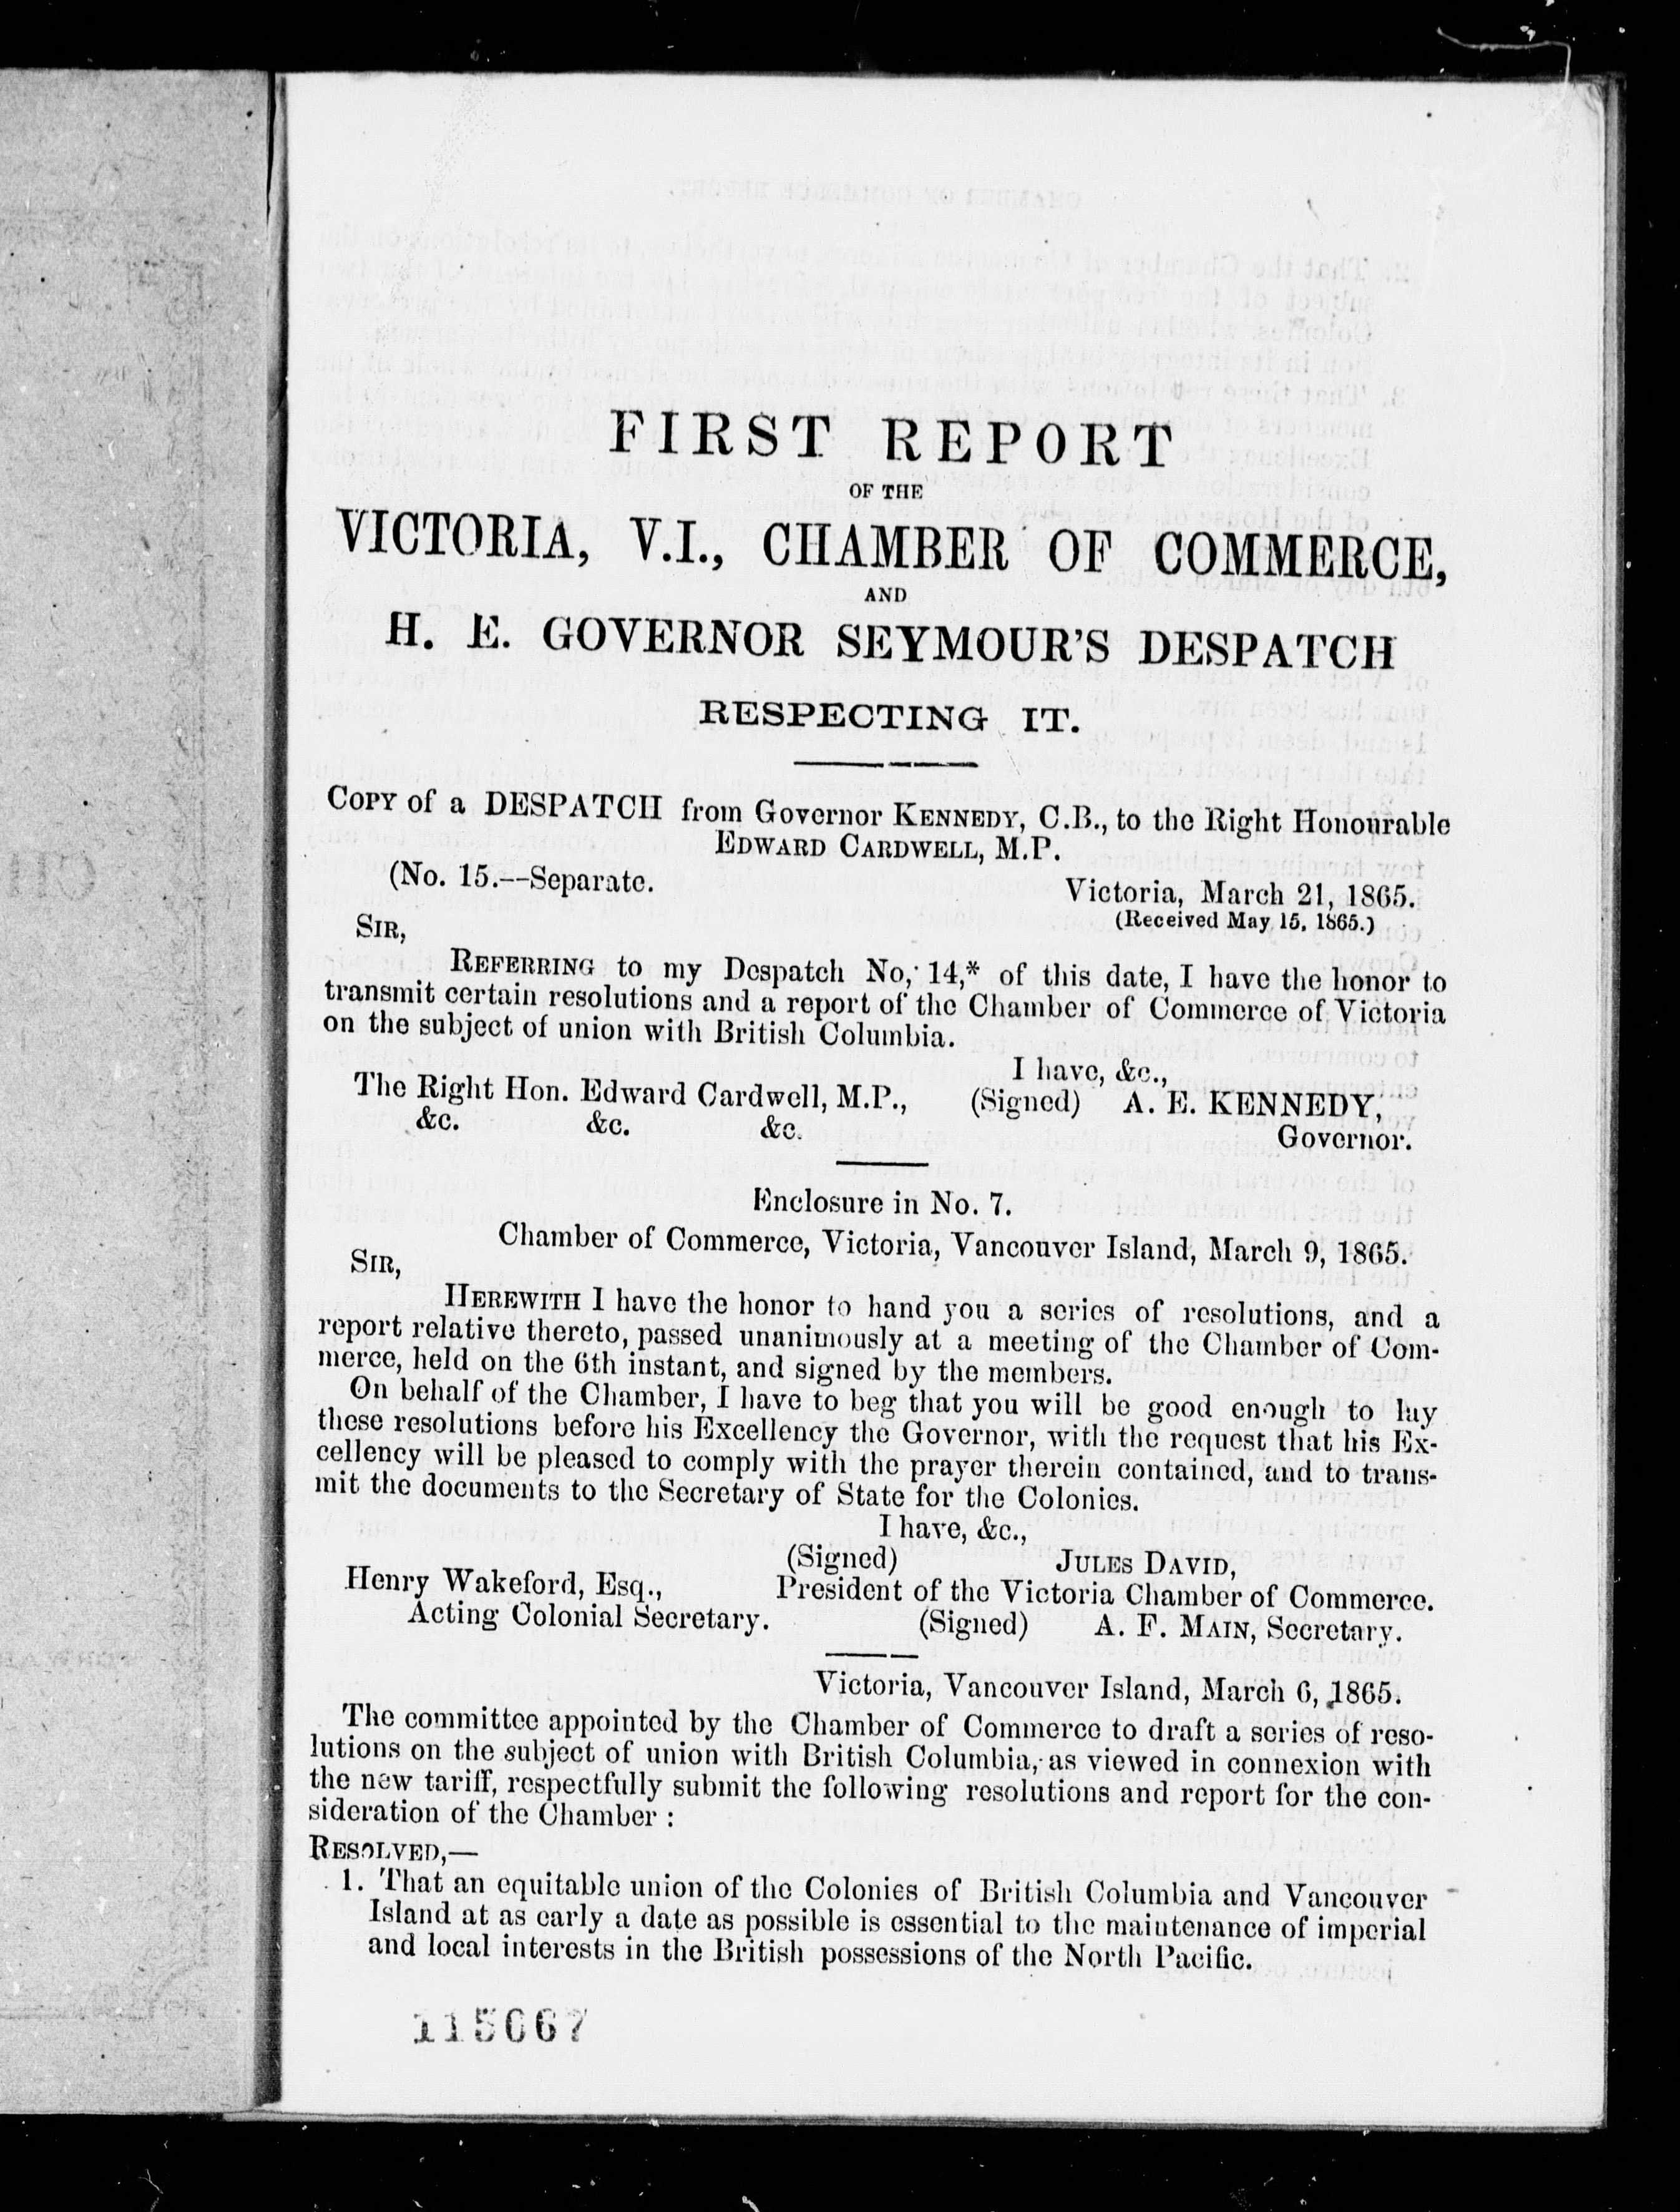 FIRST REPORT
OF THE
VICTORIA, V.I., CHAMBER OF COMMERCE,
AND
H. E. GOVERNOR SEYMOUR'S DESPATCH
RESPECTING IT.
COPY of a DESPATCH from Governor KENNEDY, C.B., to the Right Honourable
EDWARD CARDWELL, M.P.
(No. 15.--Separate.
Victoria, March 21, 1865.
(Received May 15, 1865.)
SIR,
REFERRING to my Despatch No, 14,* of this date, I have the honor to
transmit certain resolutions and a report of the Chamber of Commerce of Victoria
on the subject of union with British Columbia.
I have, &c.,
The Right Hon. Edward Cardwell, M.P., (Signed) A. E. KENNEDY,
&c. &c. &c. Governor.
Enclosure in No. 7.
Chamber of Commerce, Victoria, Vancouver Island, March 9, 1865.
SIR,
HEREWITH I have the honor to hand you a series of resolutions, and a
report relative thereto, passed unanimously at a meeting of the Chamber of Com-
merce, held on the 6th instant, and signed by the members.
On behalf of the Chamber, I have to beg that you will be good enough to lay
these resolutions before his Excellency the Governor, with the request that his Ex-
cellency will be pleased to comply with the prayer therein contained, and to trans-
mit the documents to the Secretary of State for the Colonies.
I have, &c.,
(Signed) JULES DAVID,
Henry Wakeford, Esq., President of the Victoria Chamber of Commerce.
Acting Colonial Secretary. (Signed) A. F. MAIN, Secretary.
Victoria, Vancouver Island, March 6, 1865.
The committee appointed by the Chamber of Commerce to draft a series of reso-
lutions on the subject of union with British Columbia, as viewed in connexion with
the new tariff, respectfully submit the following resolutions and report for the con-
sideration of the Chamber :
RESOLVED,—
1. That an equitable union of the Colonies of British Columbia and Vancouver
Island at as early a date as possible is essential to the maintenance of imperial
and local interests in the British possessions of the North Pacific.
115067